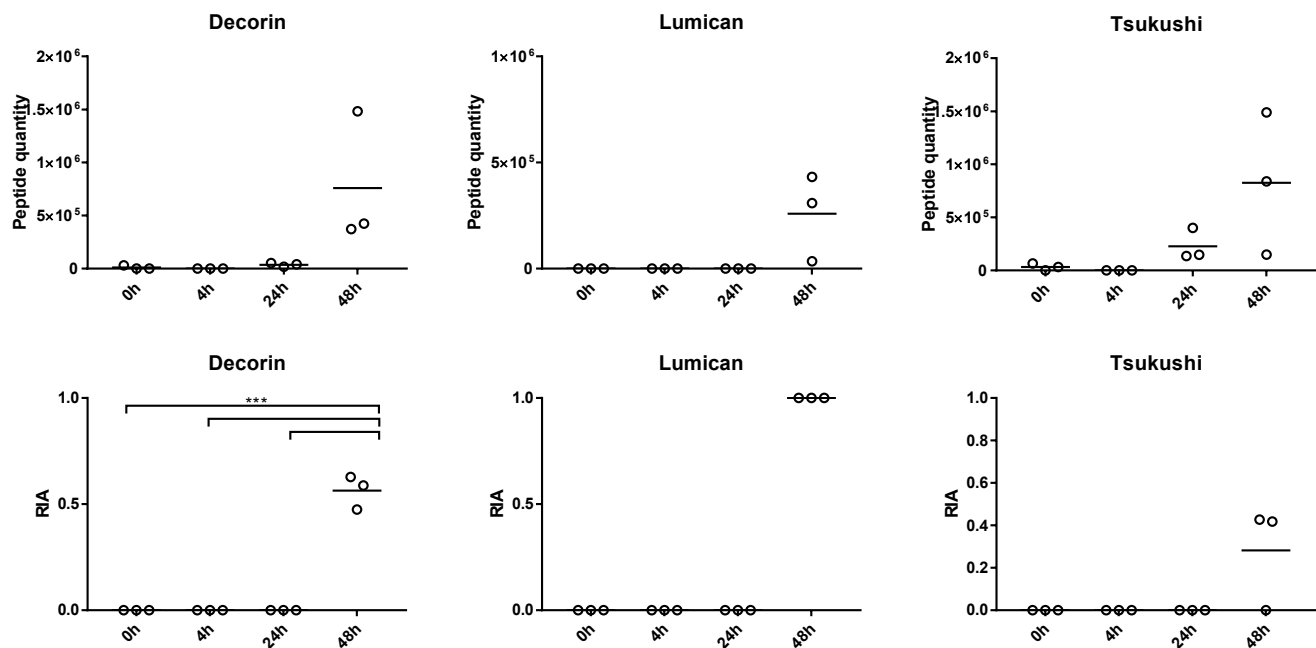 Decorin
Peptide quantity
2×10⁶
1.5×10⁶
1×10⁶
5×10⁵
0
0h 4h 24h 48h
Lumican
Peptide quantity
1×10⁶
5×10⁵
0
0h 4h 24h 48h
Tsukushi
Peptide quantity
2×10⁶
1.5×10⁶
1×10⁶
5×10⁵
0
0h 4h 24h 48h
Decorin
RIA
1.0
***
0.5
0.0
0h 4h 24h 48h
Lumican
RIA
1.0
0.5
0.0
0h 4h 24h 48h
Tsukushi
RIA
1.0
0.8
0.6
0.4
0.2
0.0
0h 4h 24h 48h